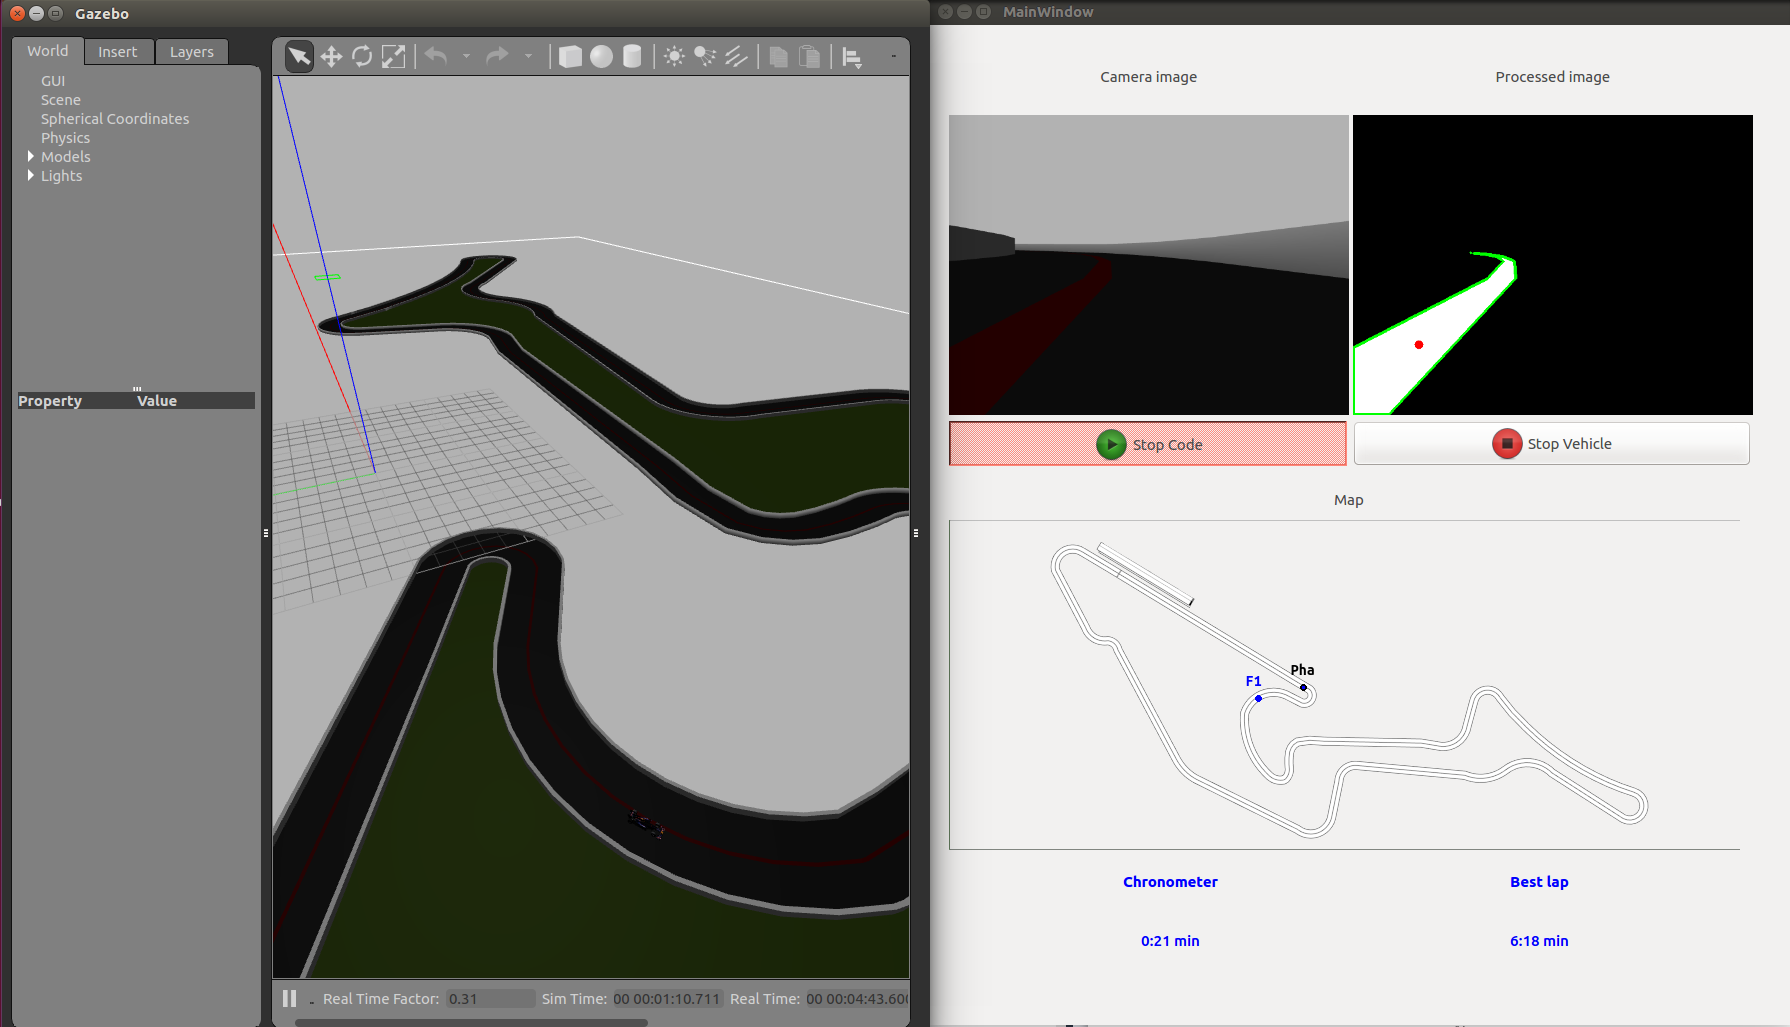 Gazebo
World Insert Layers
GUI
Scene
Spherical Coordinates
Physics
Models
Lights
Property Value
Real Time Factor: 0.31 Sim Time: 00 00:01:10.711 Real Time: 00 00:04:43.600
MainWindow
Camera image Processed image
Stop Code Stop Vehicle
Map
Pha
F1
Chronometer Best lap
0:21 min 6:18 min